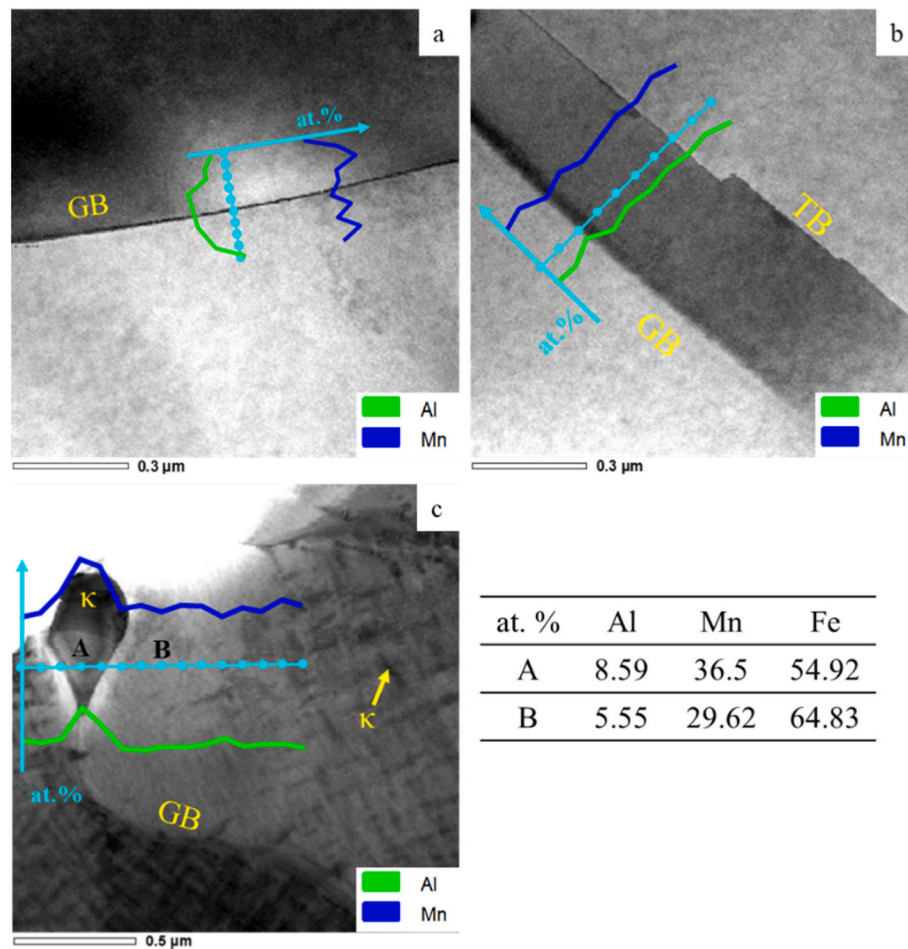 a
at.%
GB
Al
Mn
0.3 μm
b
TB
GB
at.%
Al
Mn
0.3 μm
c
κ
A
B
κ
at.%
GB
Al
Mn
0.5 μm
at. % Al Mn Fe
A 8.59 36.5 54.92
B 5.55 29.62 64.83